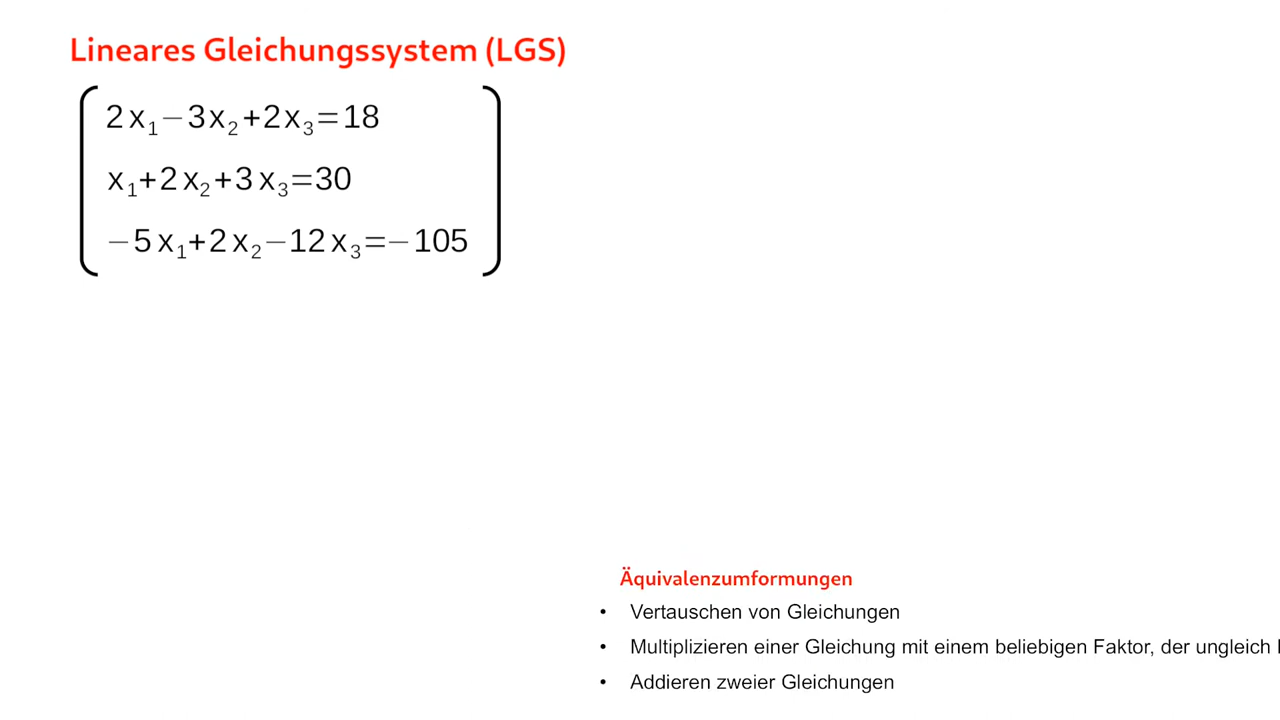 Lineares Gleichungssystem (LGS)
2x₁−3x₂+2x₃=18
x₁+2x₂+3x₃=30
−5x₁+2x₂−12x₃=−105
Äquivalenzumformungen
• Vertauschen von Gleichungen
• Multiplizieren einer Gleichung mit einem beliebigen Faktor, der ungleich
• Addieren zweier Gleichungen